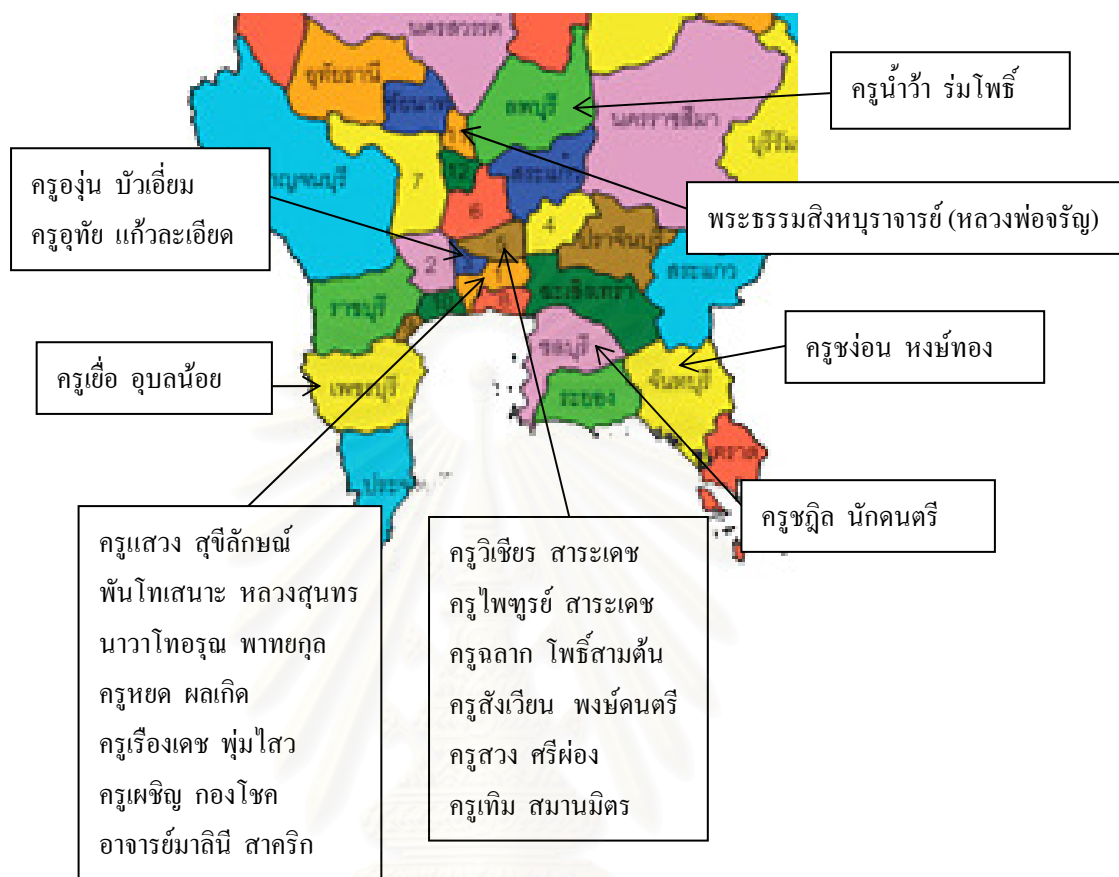 นครสวรรค์
อุทัยธานี
ชัยนาท
ลพบุรี
ครูน้ำว้า ร่มโพธิ์
นครราชสีมา
ครูองุ่น บัวเอี่ยม
ครูอุทัย แก้วละเอียด
7
12
6
4
พระธรรมสิงหบุราจารย์ (หลวงพ่อจรัญ)
ปราจีนบุรี
สระแก้ว
5
2
3
1
10
ฉะเชิงเทรา
ราชบุรี
ชลบุรี
ครูชง่อน หงษ์ทอง
ครูเยื่อ อุบลน้อย
เพชรบุรี
จันทบุรี
ระยอง
ตราด
ครูชฎิล นักดนตรี
ครูแสวง สุขีลักษณ์
พันโทเสนาะ หลวงสุนทร
นาวาโทอรุณ พาทยกุล
ครูหยด ผลเกิด
ครูเรืองเดช พุ่มไสว
ครูเผชิญ กองโชค
อาจารย์มาลินี สาคริก
ครูวิเชียร สาระเดช
ครูไพฑูรย์ สาระเดช
ครูฉลาก โพธิ์สามต้น
ครูสังเวียน พงษ์ดนตรี
ครูสวง ศรีผ่อง
ครูเทิม สมานมิตร